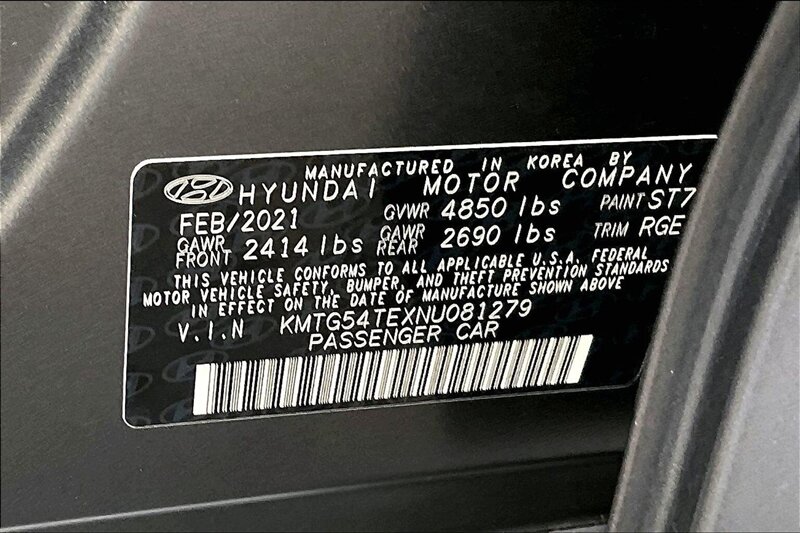 MANUFACTURED IN KOREA BY
HYUNDAI MOTOR COMPANY
FEB/2021 GVWR 4850 lbs PAINT ST7
GAWR FRONT 2414 lbs GAWR REAR 2690 lbs TRIM RGE
THIS VEHICLE CONFORMS TO ALL APPLICABLE U.S.A. FEDERAL
MOTOR VEHICLE SAFETY, BUMPER, AND THEFT PREVENTION STANDARDS
IN EFFECT ON THE DATE OF MANUFACTURE SHOWN ABOVE
V.I.N KMTG54TEXNU081279
PASSENGER CAR